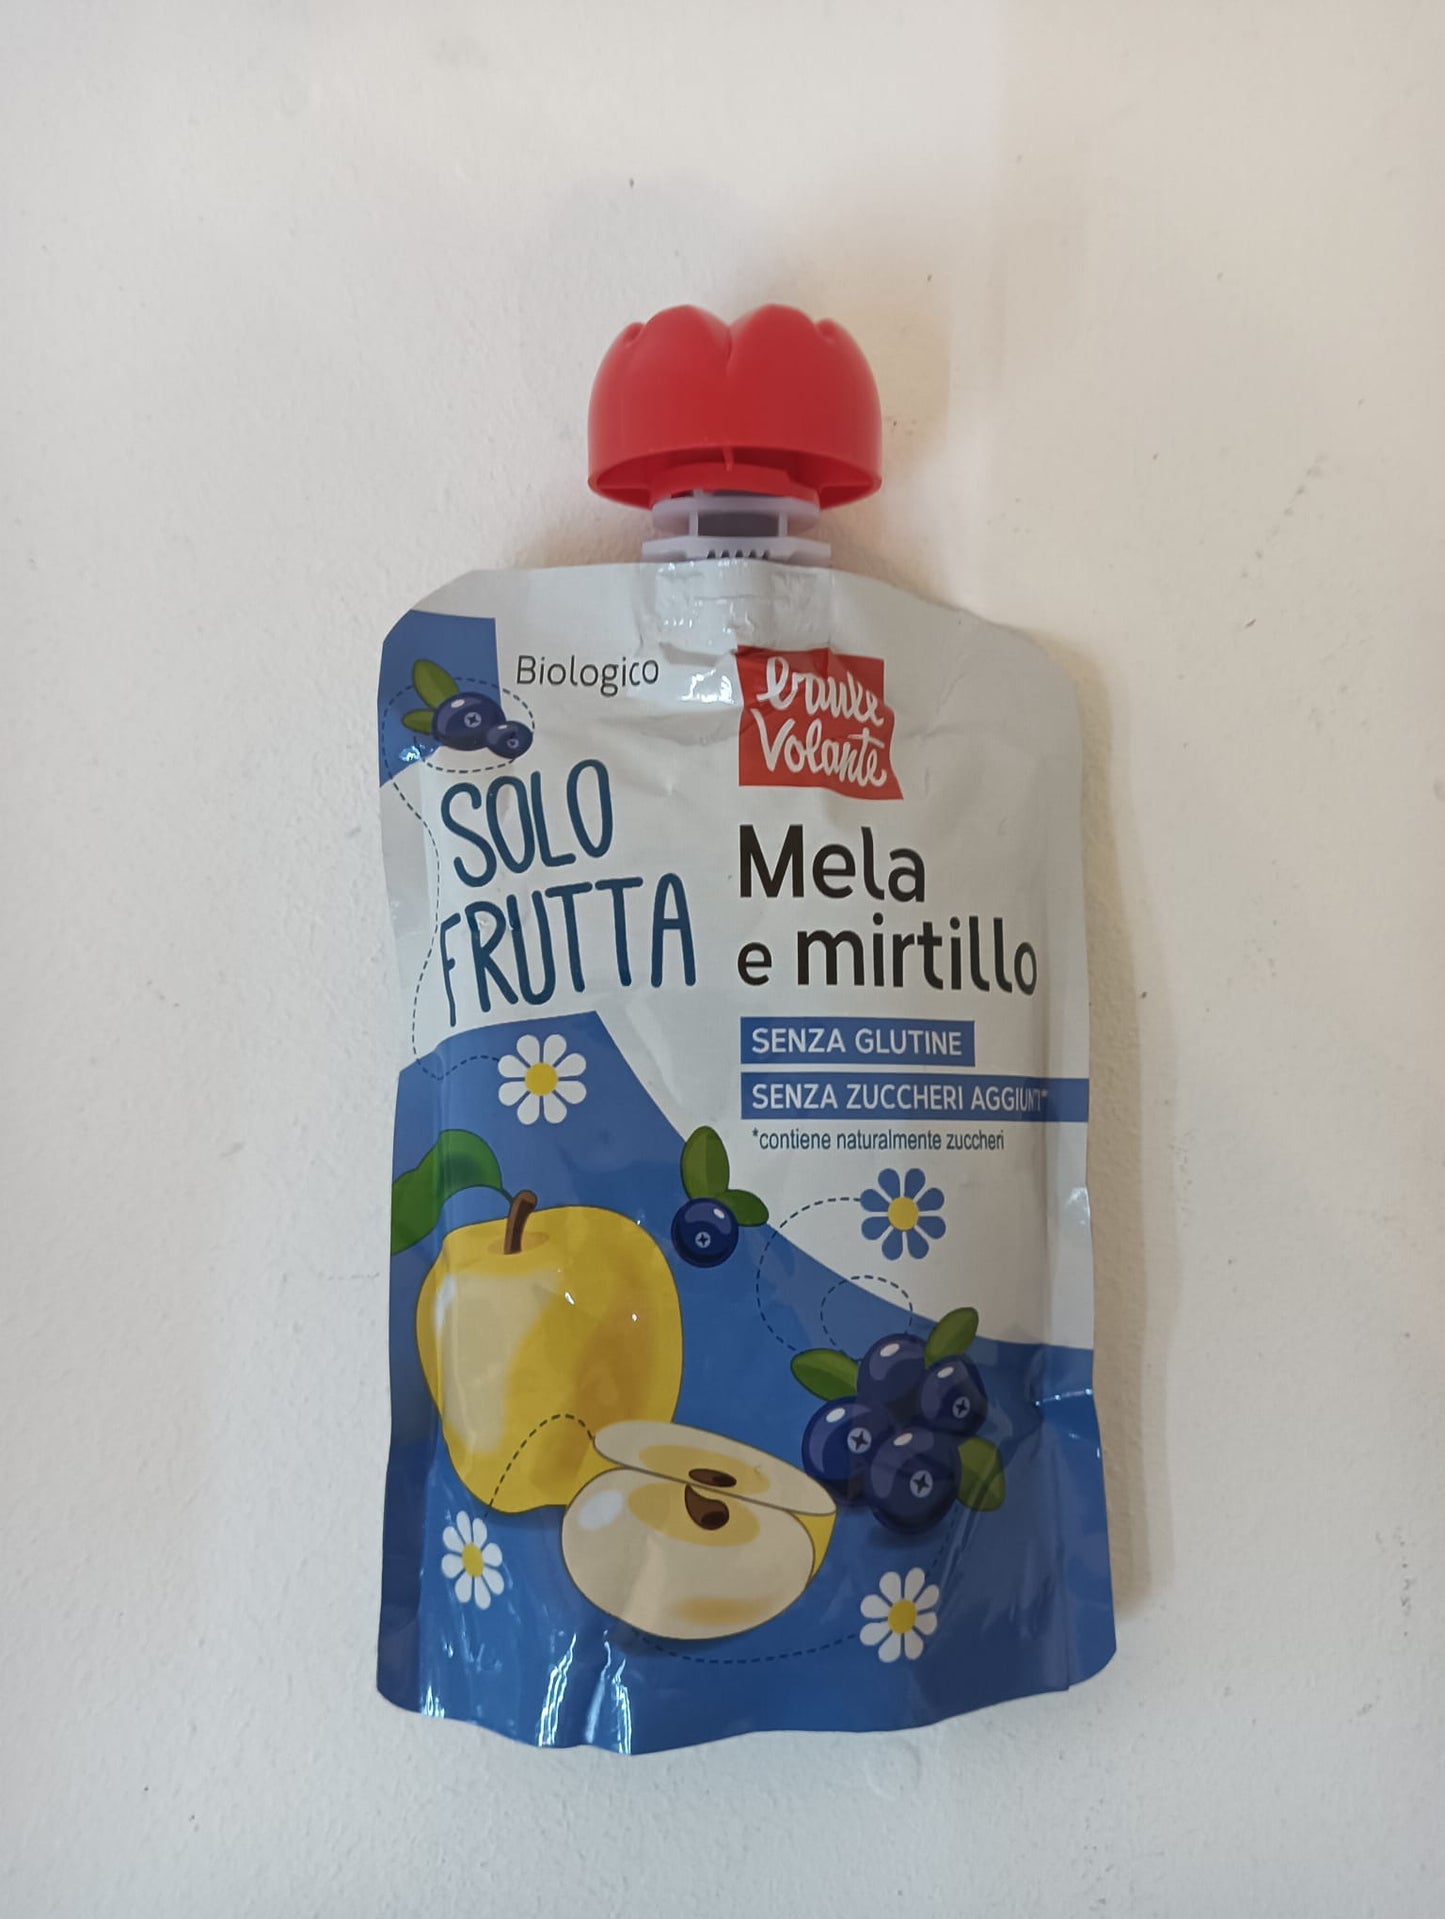 Biologico
baule
Volante
SOLO
FRUTTA
Mela
e mirtillo
SENZA GLUTINE
SENZA ZUCCHERI AGGIUNTI*
*contiene naturalmente zuccheri